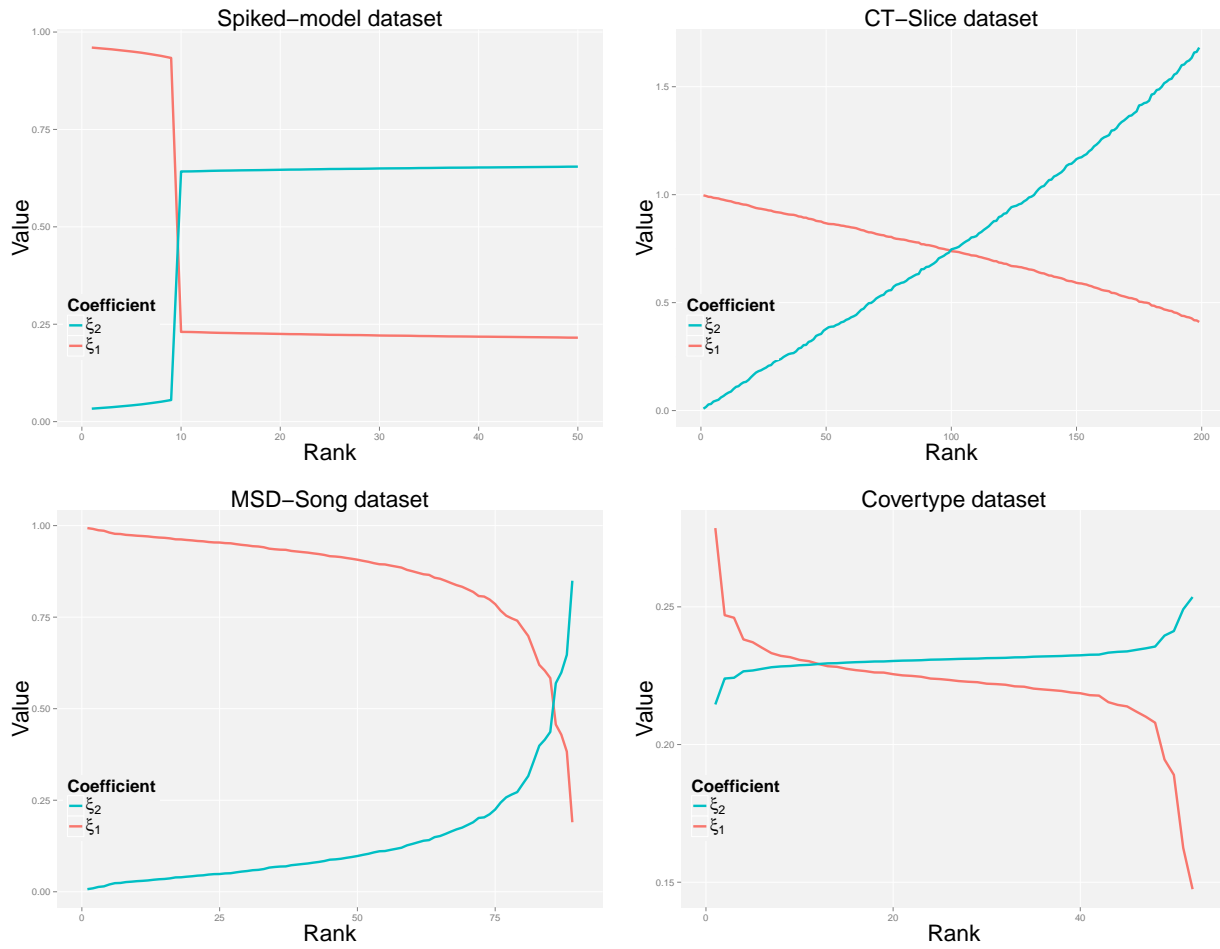 Spiked−model dataset
1.00
0.75
0.50
0.25
0.00
Value
Coefficient
ξ2
ξ1
0
10
20
30
40
50
Rank
CT−Slice dataset
1.5
1.0
0.5
0.0
Value
Coefficient
ξ2
ξ1
0
50
100
150
200
Rank
MSD−Song dataset
1.00
0.75
0.50
0.25
0.00
Value
Coefficient
ξ2
ξ1
0
25
50
75
Rank
Covertype dataset
0.25
0.20
0.15
Value
Coefficient
ξ2
ξ1
0
20
40
Rank